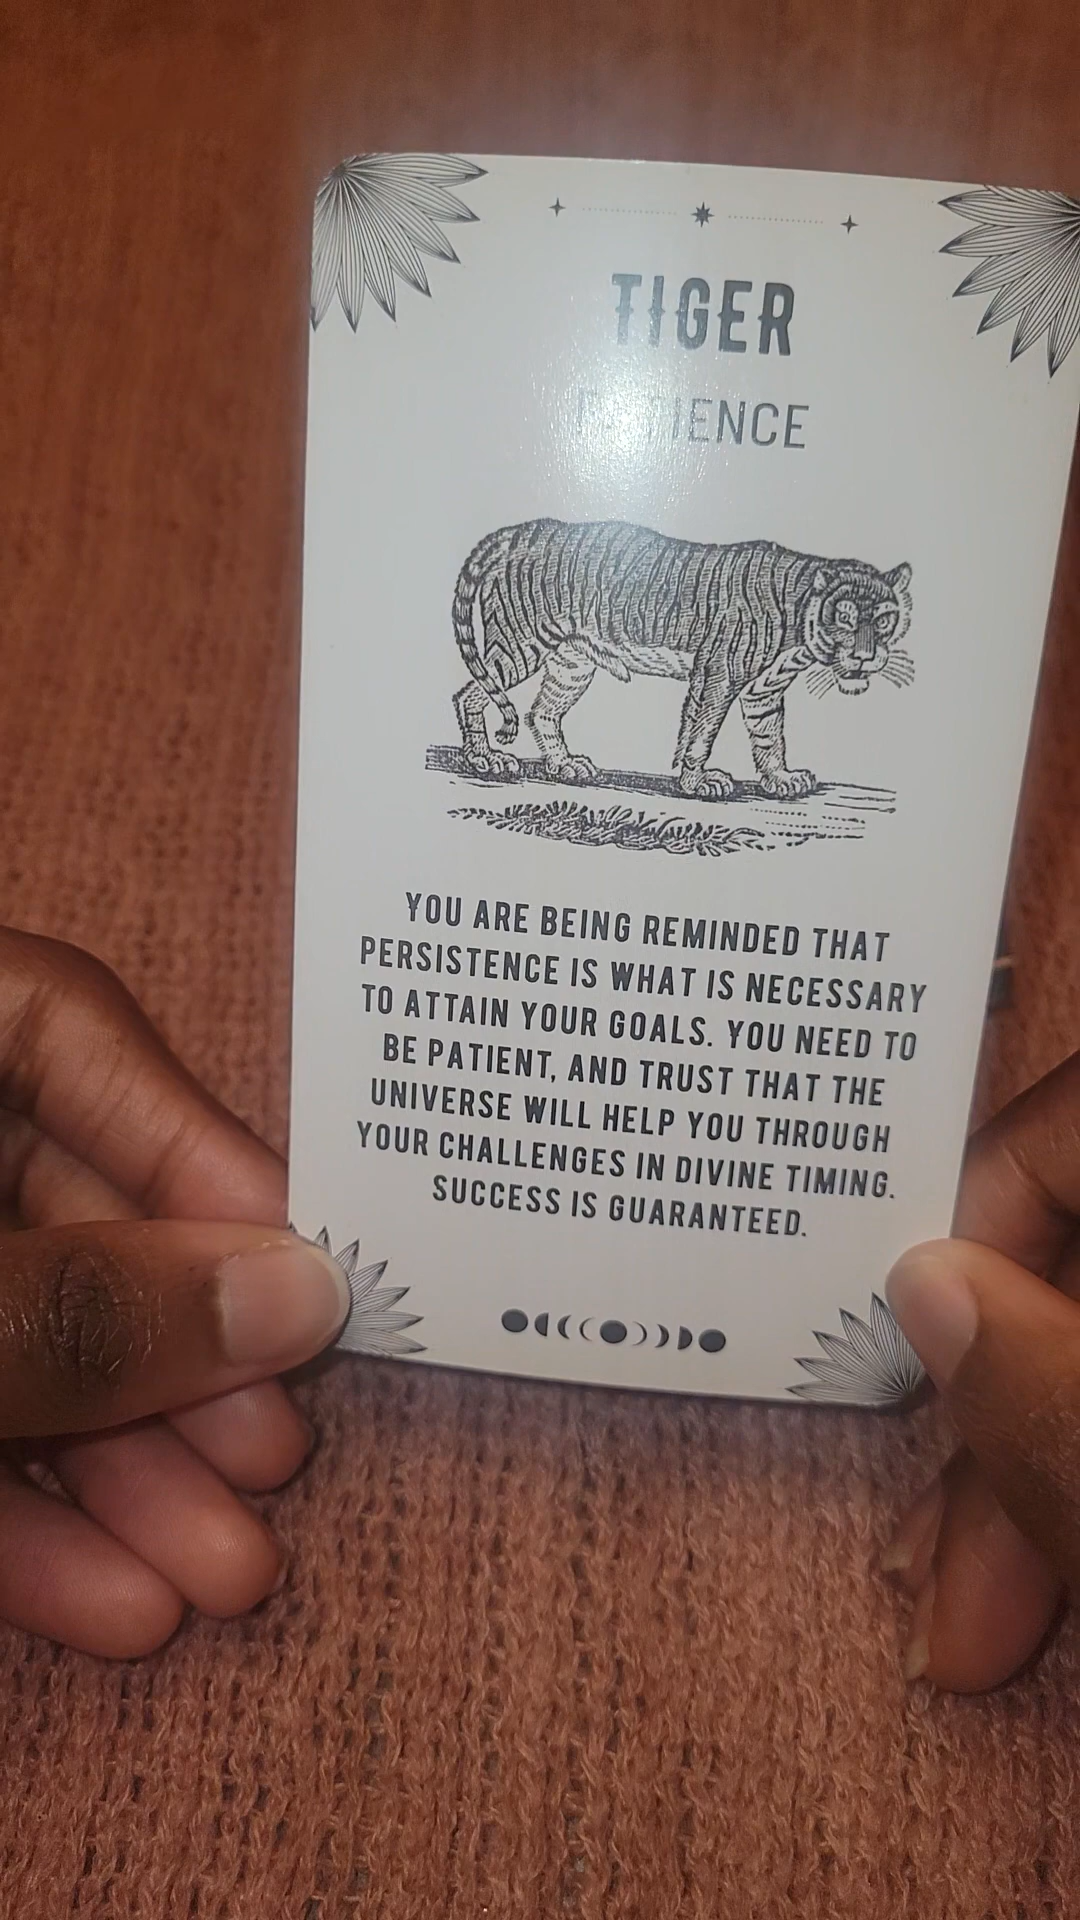 TIGER
PATIENCE
YOU ARE BEING REMINDED THAT
PERSISTENCE IS WHAT IS NECESSARY
TO ATTAIN YOUR GOALS. YOU NEED TO
BE PATIENT, AND TRUST THAT THE
UNIVERSE WILL HELP YOU THROUGH
YOUR CHALLENGES IN DIVINE TIMING.
SUCCESS IS GUARANTEED.